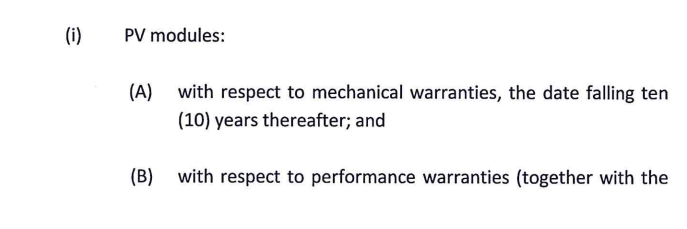 (i) PV modules:
(A) with respect to mechanical warranties, the date falling ten
(10) years thereafter; and
(B) with respect to performance warranties (together with the